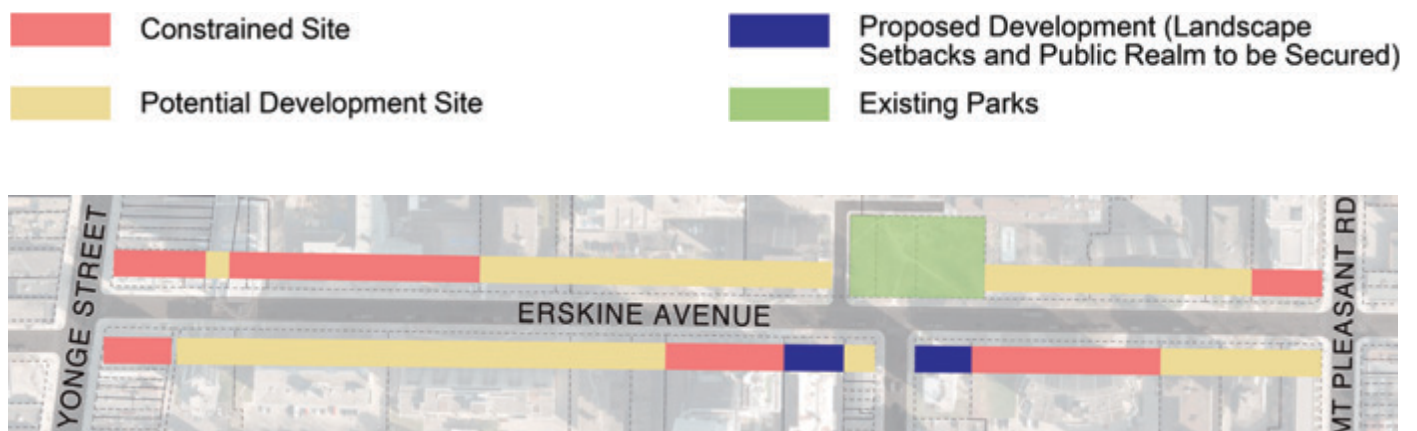 Constrained Site
Potential Development Site
Proposed Development (Landscape
Setbacks and Public Realm to be Secured)
Existing Parks
YONGE STREET
ERSKINE AVENUE
MT PLEASANT RD